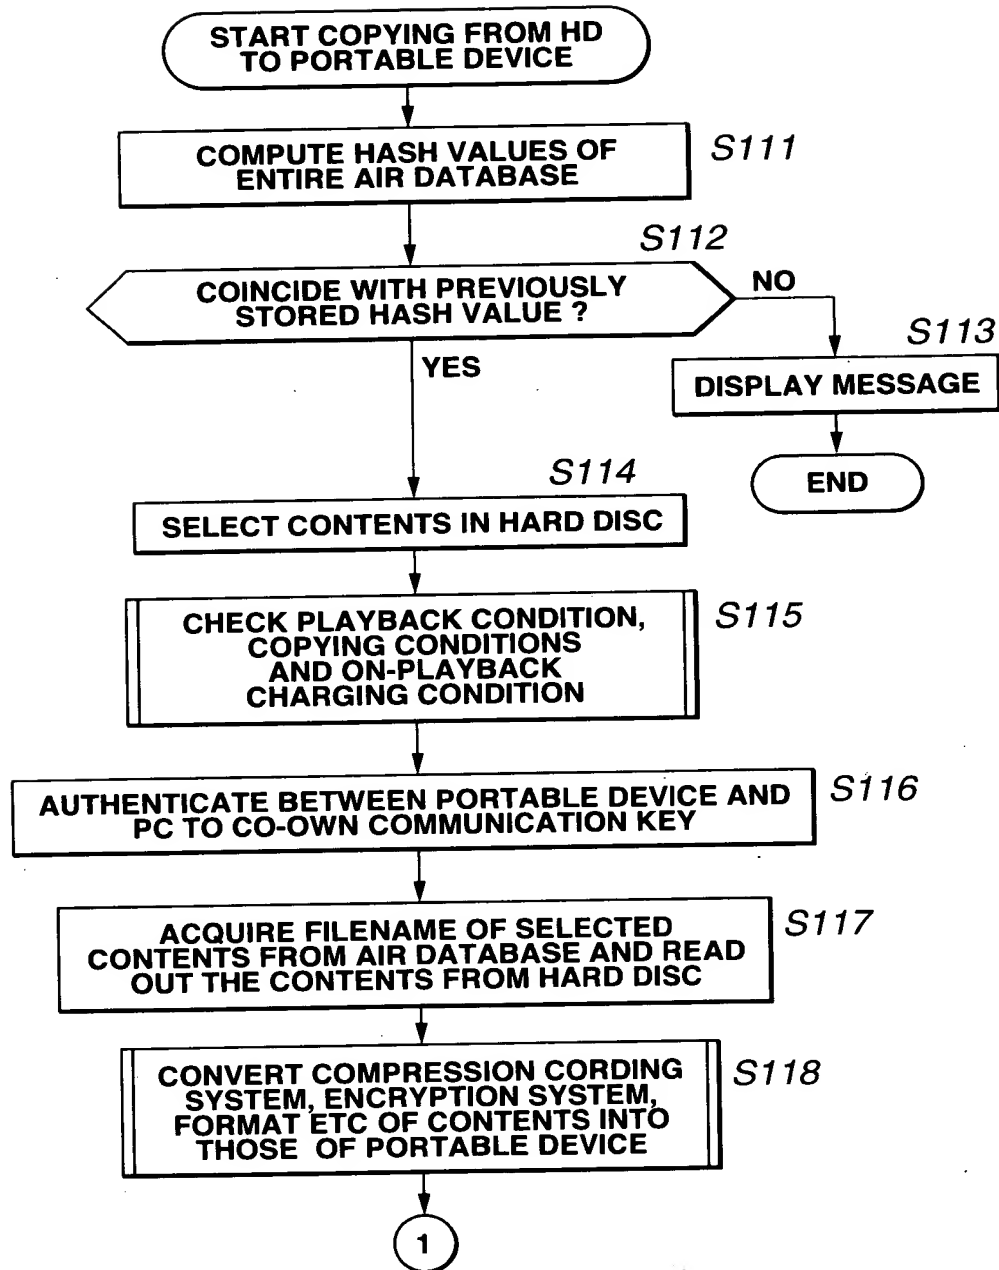 START COPYING FROM HD
TO PORTABLE DEVICE
COMPUTE HASH VALUES OF
ENTIRE AIR DATABASE
S111
S112
COINCIDE WITH PREVIOUSLY
STORED HASH VALUE ?
NO
YES
S113
DISPLAY MESSAGE
END
S114
SELECT CONTENTS IN HARD DISC
CHECK PLAYBACK CONDITION,
COPYING CONDITIONS
AND ON-PLAYBACK
CHARGING CONDITION
S115
AUTHENTICATE BETWEEN PORTABLE DEVICE AND
PC TO CO-OWN COMMUNICATION KEY
S116
ACQUIRE FILENAME OF SELECTED
CONTENTS FROM AIR DATABASE AND READ
OUT THE CONTENTS FROM HARD DISC
S117
CONVERT COMPRESSION CORDING
SYSTEM, ENCRYPTION SYSTEM,
FORMAT ETC OF CONTENTS INTO
THOSE OF PORTABLE DEVICE
S118
1